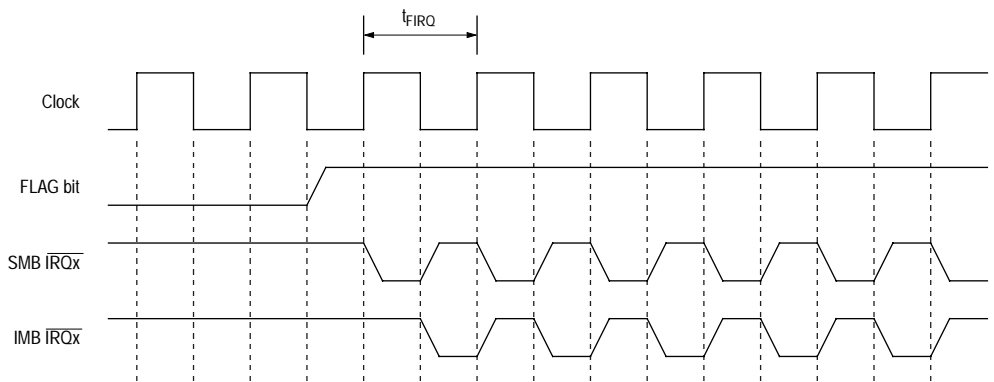 tFIRQ
Clock
FLAG bit
SMB IRQx
IMB IRQx